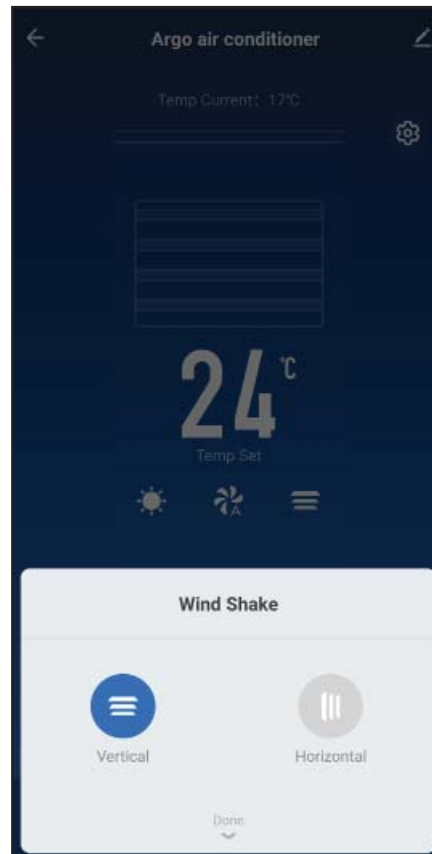 Argo air conditioner
Temp Current: 17℃
24℃
Temp Set
A
Wind Shake
Vertical
Horizontal
Done